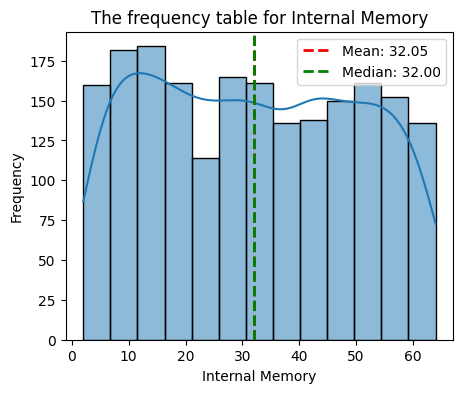 The frequency table for Internal Memory
Mean: 32.05
Median: 32.00
175
150
125
100
75
50
25
0
Frequency
0 10 20 30 40 50 60
Internal Memory